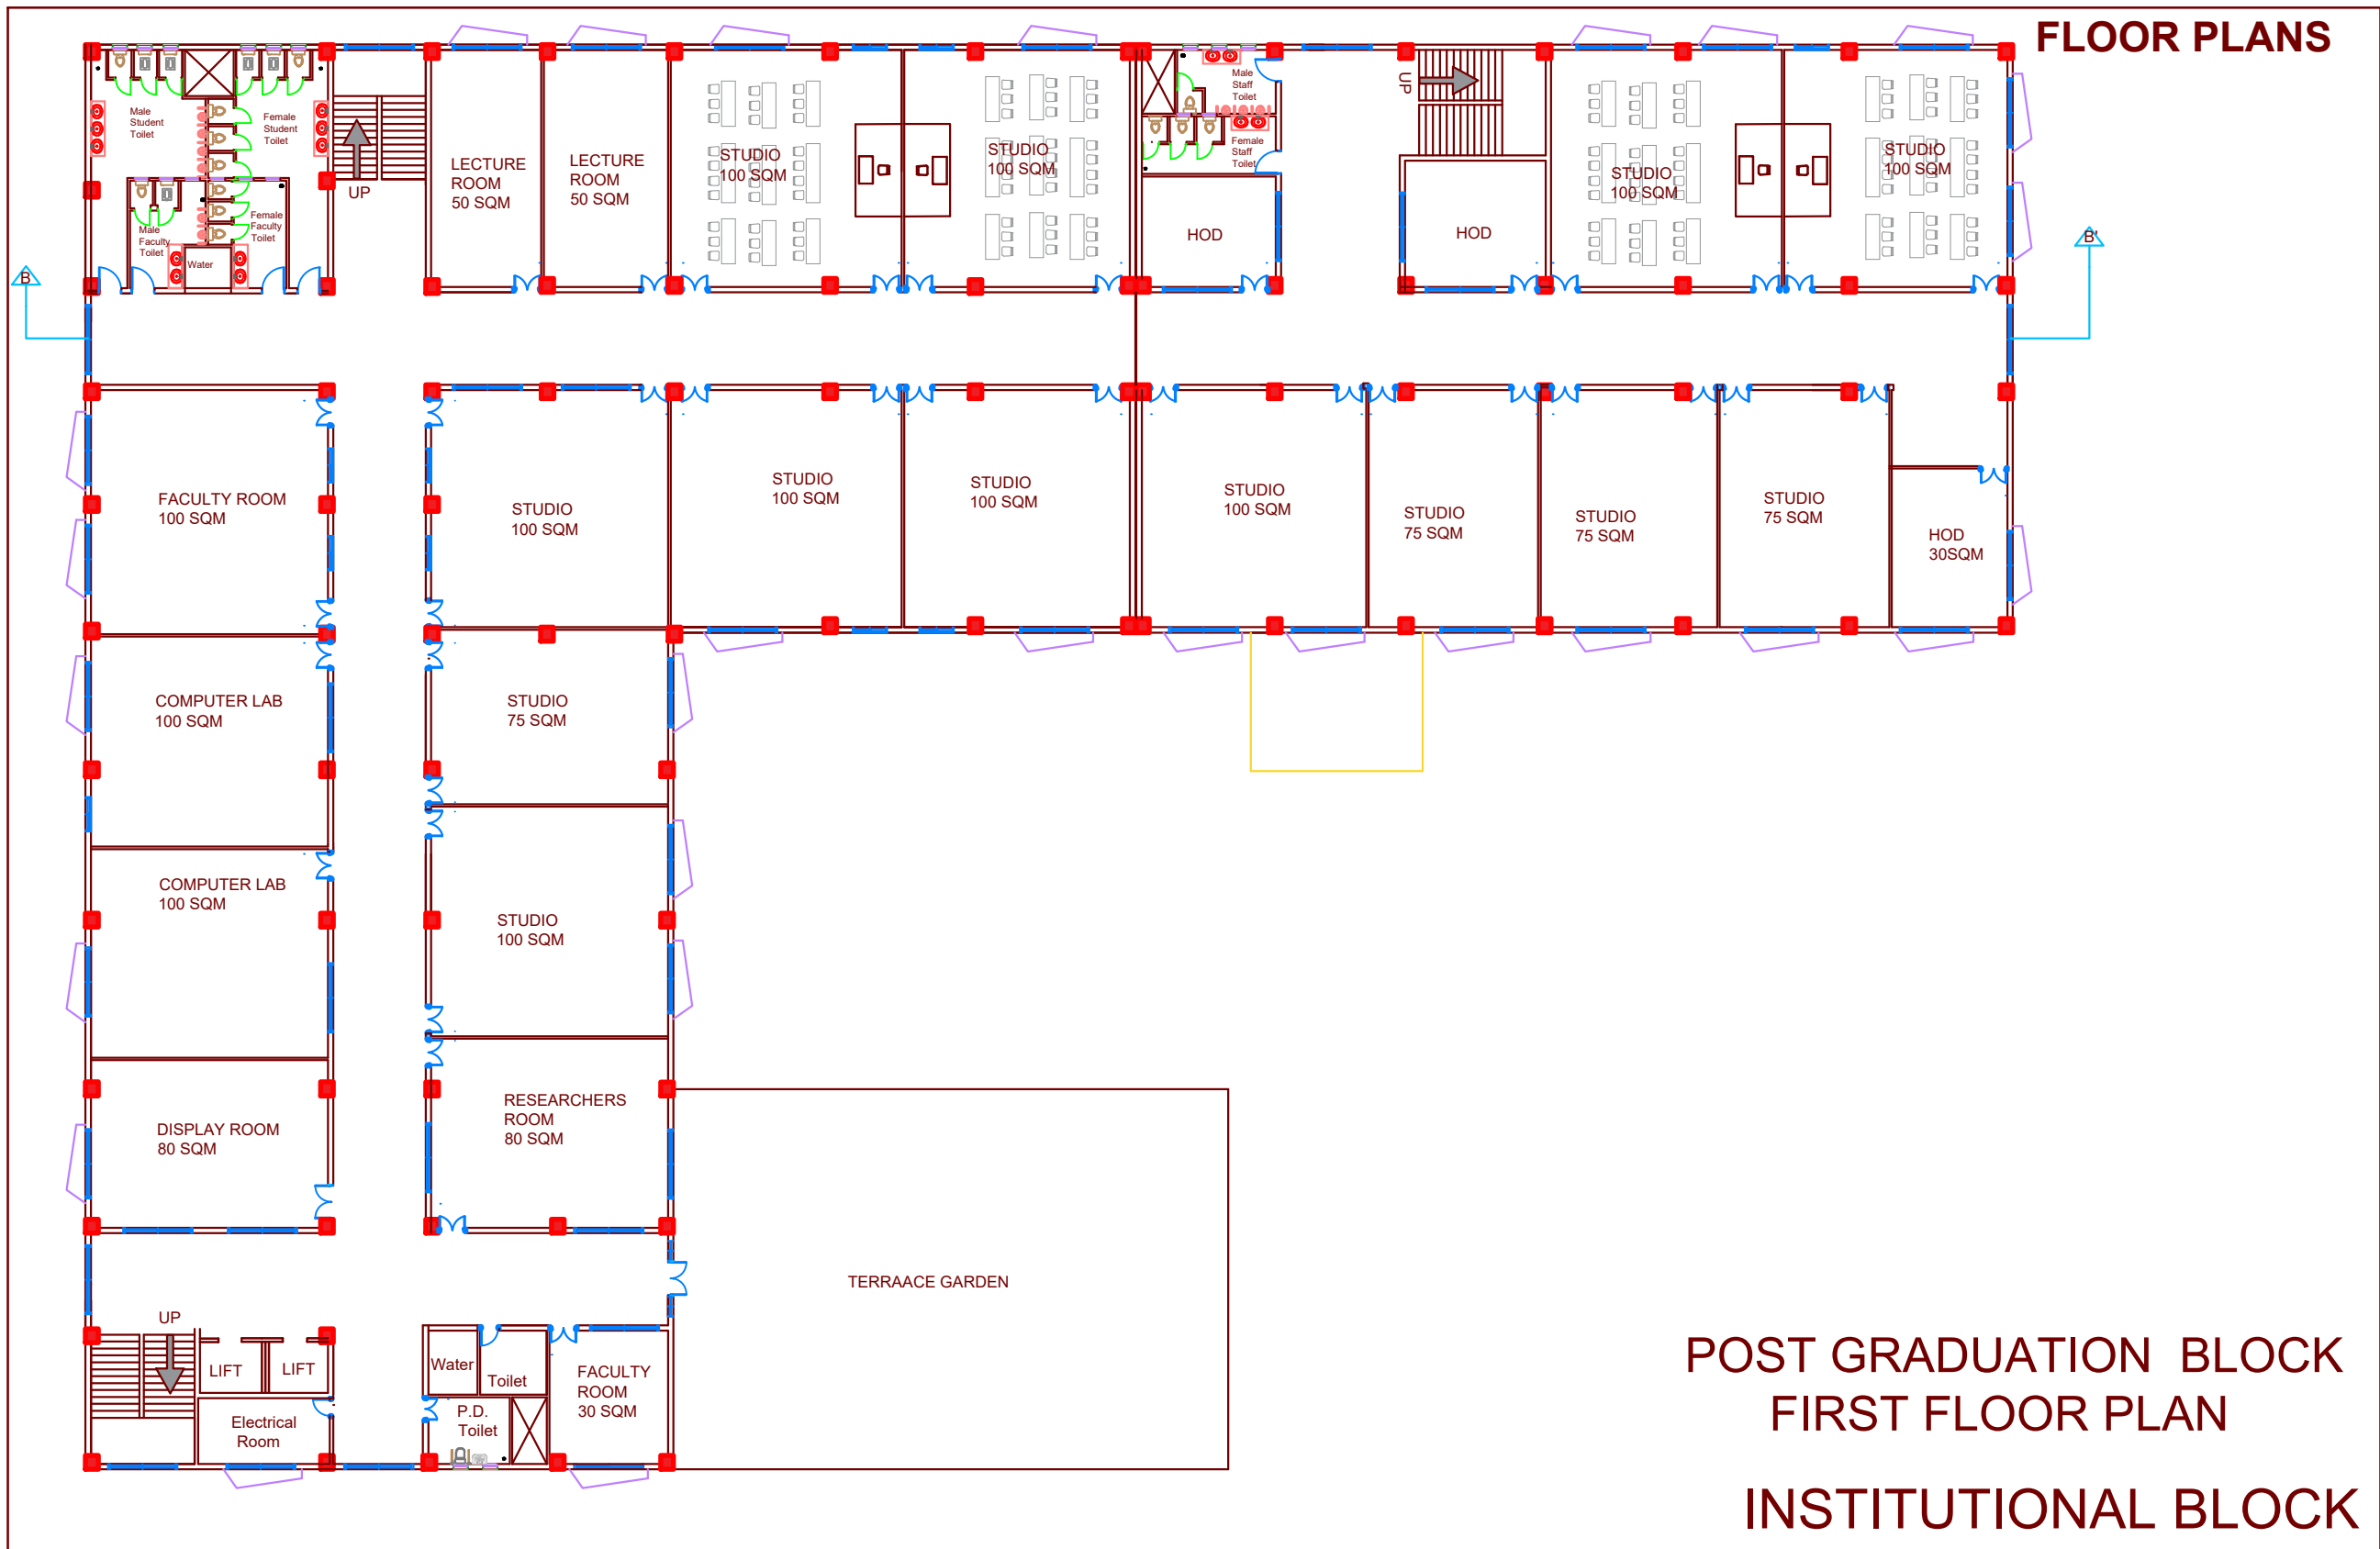 FLOOR PLANS
Male
Student
Toilet
Female
Student
Toilet
UP
LECTURE
ROOM
50 SQM
LECTURE
ROOM
50 SQM
STUDIO
100 SQM
STUDIO
100 SQM
Male
Staff
Toilet
Female
Staff
Toilet
UP
STUDIO
100 SQM
STUDIO
100 SQM
Male
Faculty
Toilet
Female
Faculty
Toilet
Water
HOD
HOD
B
B'
FACULTY ROOM
100 SQM
STUDIO
100 SQM
STUDIO
100 SQM
STUDIO
100 SQM
STUDIO
100 SQM
STUDIO
75 SQM
STUDIO
75 SQM
STUDIO
75 SQM
HOD
30SQM
COMPUTER LAB
100 SQM
STUDIO
75 SQM
COMPUTER LAB
100 SQM
STUDIO
100 SQM
DISPLAY ROOM
80 SQM
RESEARCHERS
ROOM
80 SQM
TERRAACE GARDEN
UP
LIFT
LIFT
Electrical
Room
Water
Toilet
P.D.
Toilet
FACULTY
ROOM
30 SQM
POST GRADUATION BLOCK
FIRST FLOOR PLAN
INSTITUTIONAL BLOCK